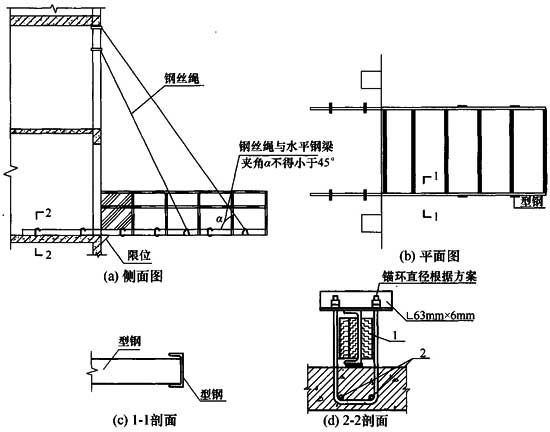 钢丝绳
钢丝绳与水平钢梁
夹角α不得小于45°
α
2
2
限位
(a) 侧面图
1
1
型钢
(b) 平面图
型钢
型钢
(c) 1-1剖面
锚环直径根据方案
∟63mm×6mm
1
2
(d) 2-2剖面